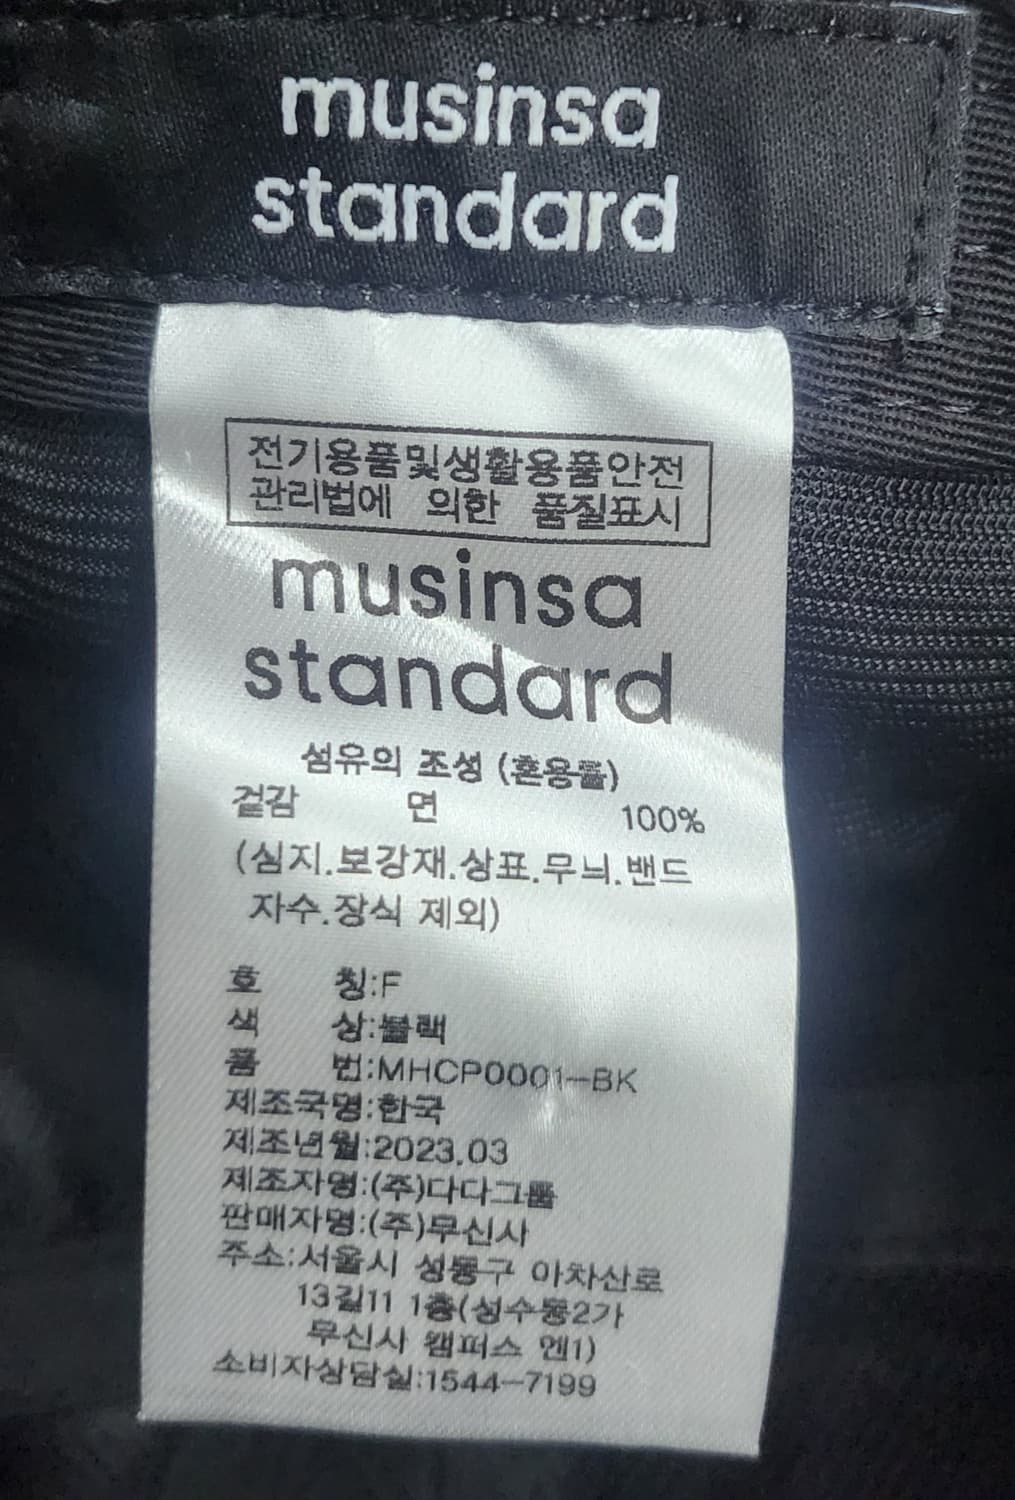 musinsa
standard
전기용품및생활용품안전
관리법에 의한 품질표시
musinsa
standard
섬유의 조성 (혼용률)
겉감 면 100%
(심지.보강재.상표.무늬.밴드
자수.장식 제외)
호 칭:F
색 상:블랙
품 번:MHCP0001-BK
제조국명:한국
제조년월:2023.03
제조자명:(주)다다그룹
판매자명:(주)무신사
주소:서울시 성동구 아차산로
13길11 1층(성수동2가
무신사 캠퍼스 엔1)
소비자상담실:1544-7199